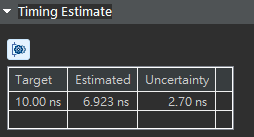 Timing Estimate
Target Estimated Uncertainty
10.00 ns 6.923 ns 2.70 ns